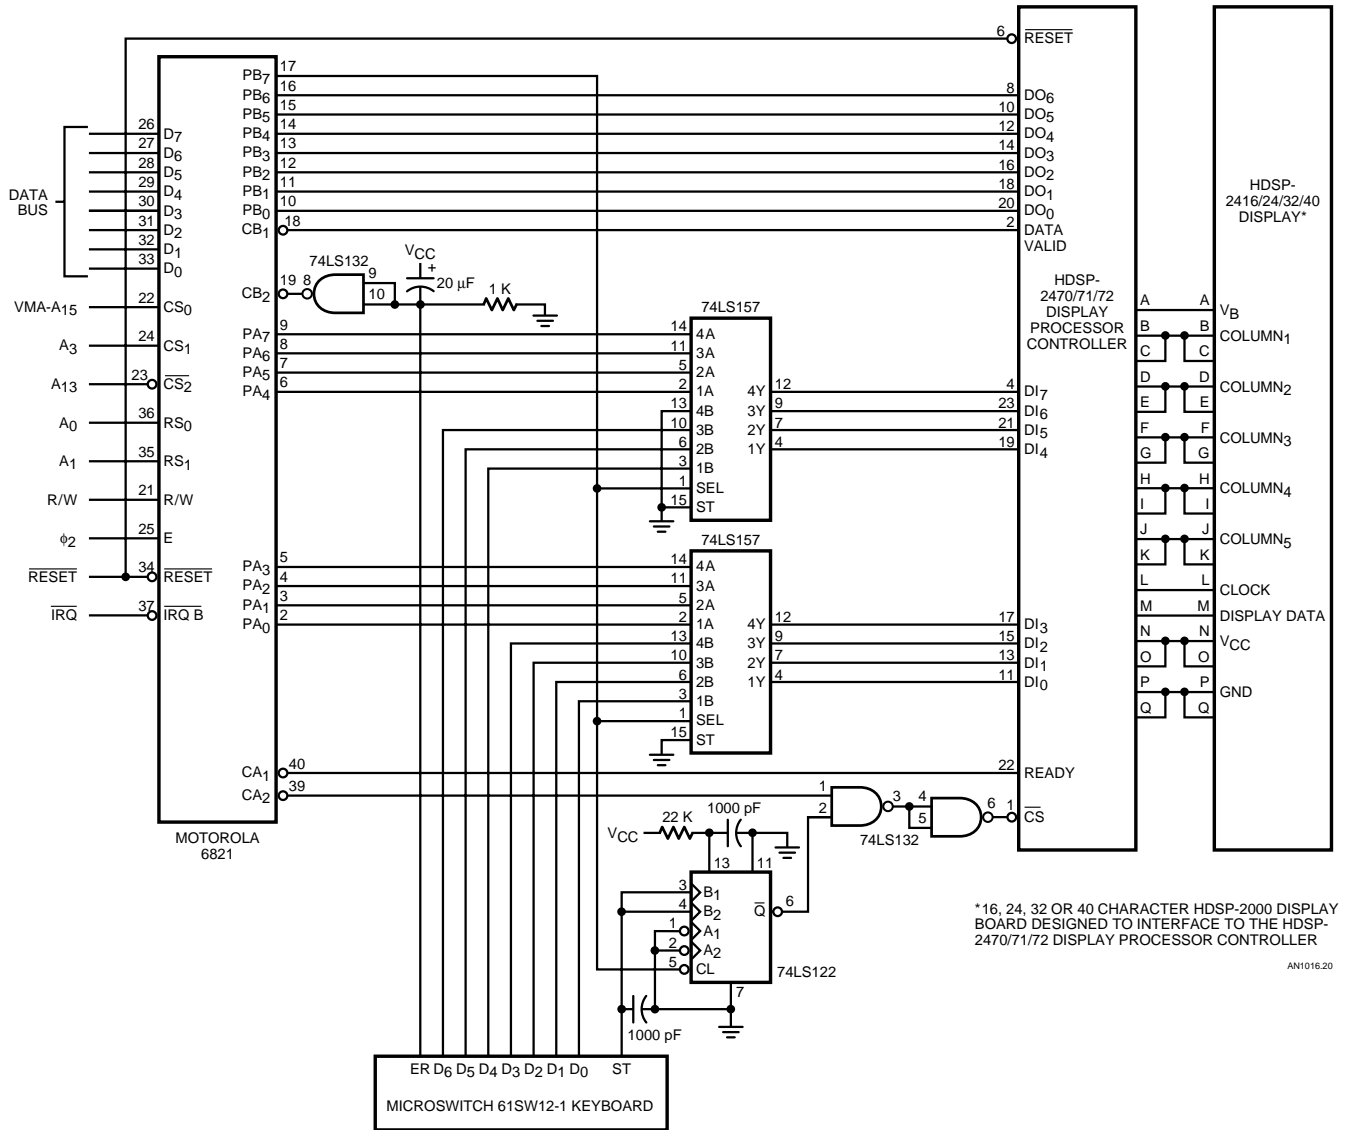 6 RESET
17 PB7
16 PB6 8 DO6
15 PB5 10 DO5
14 PB4 12 DO4
13 PB3 14 DO3
12 PB2 16 DO2
11 PB1 18 DO1
10 PB0 20 DO0
18 CB1 2 DATA VALID
DATA BUS
26 D7
27 D6
28 D5
29 D4
30 D3
31 D2
32 D1
33 D0
VMA-A15 22 CS0
A3 24 CS1
A13 23 CS2
A0 36 RS0
A1 35 RS1
R/W 21 R/W
ϕ2 25 E
RESET 34 RESET
IRQ 37 IRQ B
CB2 19 8 74LS132 9 10
VCC
+
20 µF
1 K
PA7 9
PA6 8
PA5 7
PA4 6
PA3 5
PA2 4
PA1 3
PA0 2
CA1 40
CA2 39
MOTOROLA
6821
74LS157
14 4A
11 3A
5 2A
2 1A 4Y 12
13 4B 3Y 9
10 3B 2Y 7
6 2B 1Y 4
3 1B
1 SEL
15 ST
74LS157
14 4A
11 3A
5 2A
2 1A 4Y 12
13 4B 3Y 9
10 3B 2Y 7
6 2B 1Y 4
3 1B
1 SEL
15 ST
4 DI7
23 DI6
21 DI5
19 DI4
17 DI3
15 DI2
13 DI1
11 DI0
22 READY
1 CS
HDSP-
2470/71/72
DISPLAY
PROCESSOR
CONTROLLER
HDSP-
2416/24/32/40
DISPLAY*
A A VB
B B COLUMN1
C C
D D COLUMN2
E E
F F COLUMN3
G G
H H COLUMN4
I I
J J COLUMN5
K K
L L CLOCK
M M DISPLAY DATA
N N VCC
O O
P P GND
Q Q
1
2
3
4
5
6
74LS132
VCC
22 K
1000 pF
13 11
3 B1
4 B2 Q 6
1 A1
2 A2
5 CL
74LS122
7
1000 pF
ER D6 D5 D4 D3 D2 D1 D0 ST
MICROSWITCH 61SW12-1 KEYBOARD
*16, 24, 32 OR 40 CHARACTER HDSP-2000 DISPLAY
BOARD DESIGNED TO INTERFACE TO THE HDSP-
2470/71/72 DISPLAY PROCESSOR CONTROLLER
AN1016.20